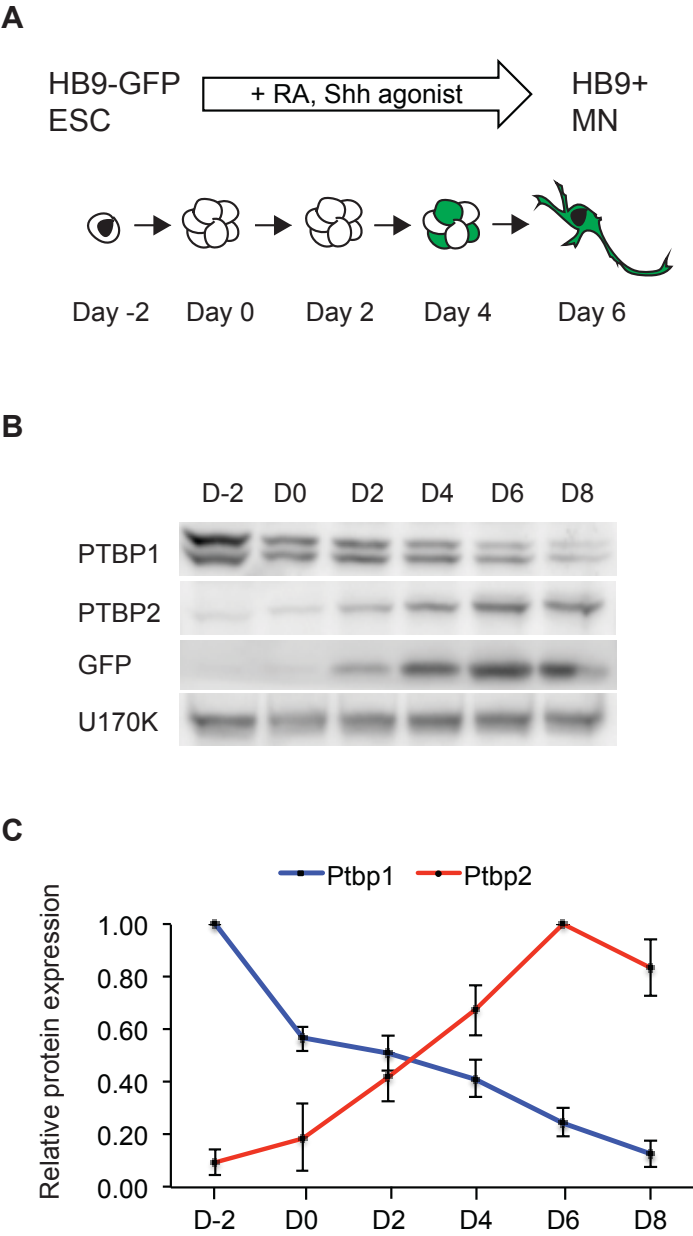 A
HB9-GFP
ESC
+ RA, Shh agonist
HB9+
MN
Day -2 Day 0 Day 2 Day 4 Day 6
B
D-2 D0 D2 D4 D6 D8
PTBP1
PTBP2
GFP
U170K
C
Ptbp1 Ptbp2
Relative protein expression
1.00
0.80
0.60
0.40
0.20
0.00
D-2 D0 D2 D4 D6 D8